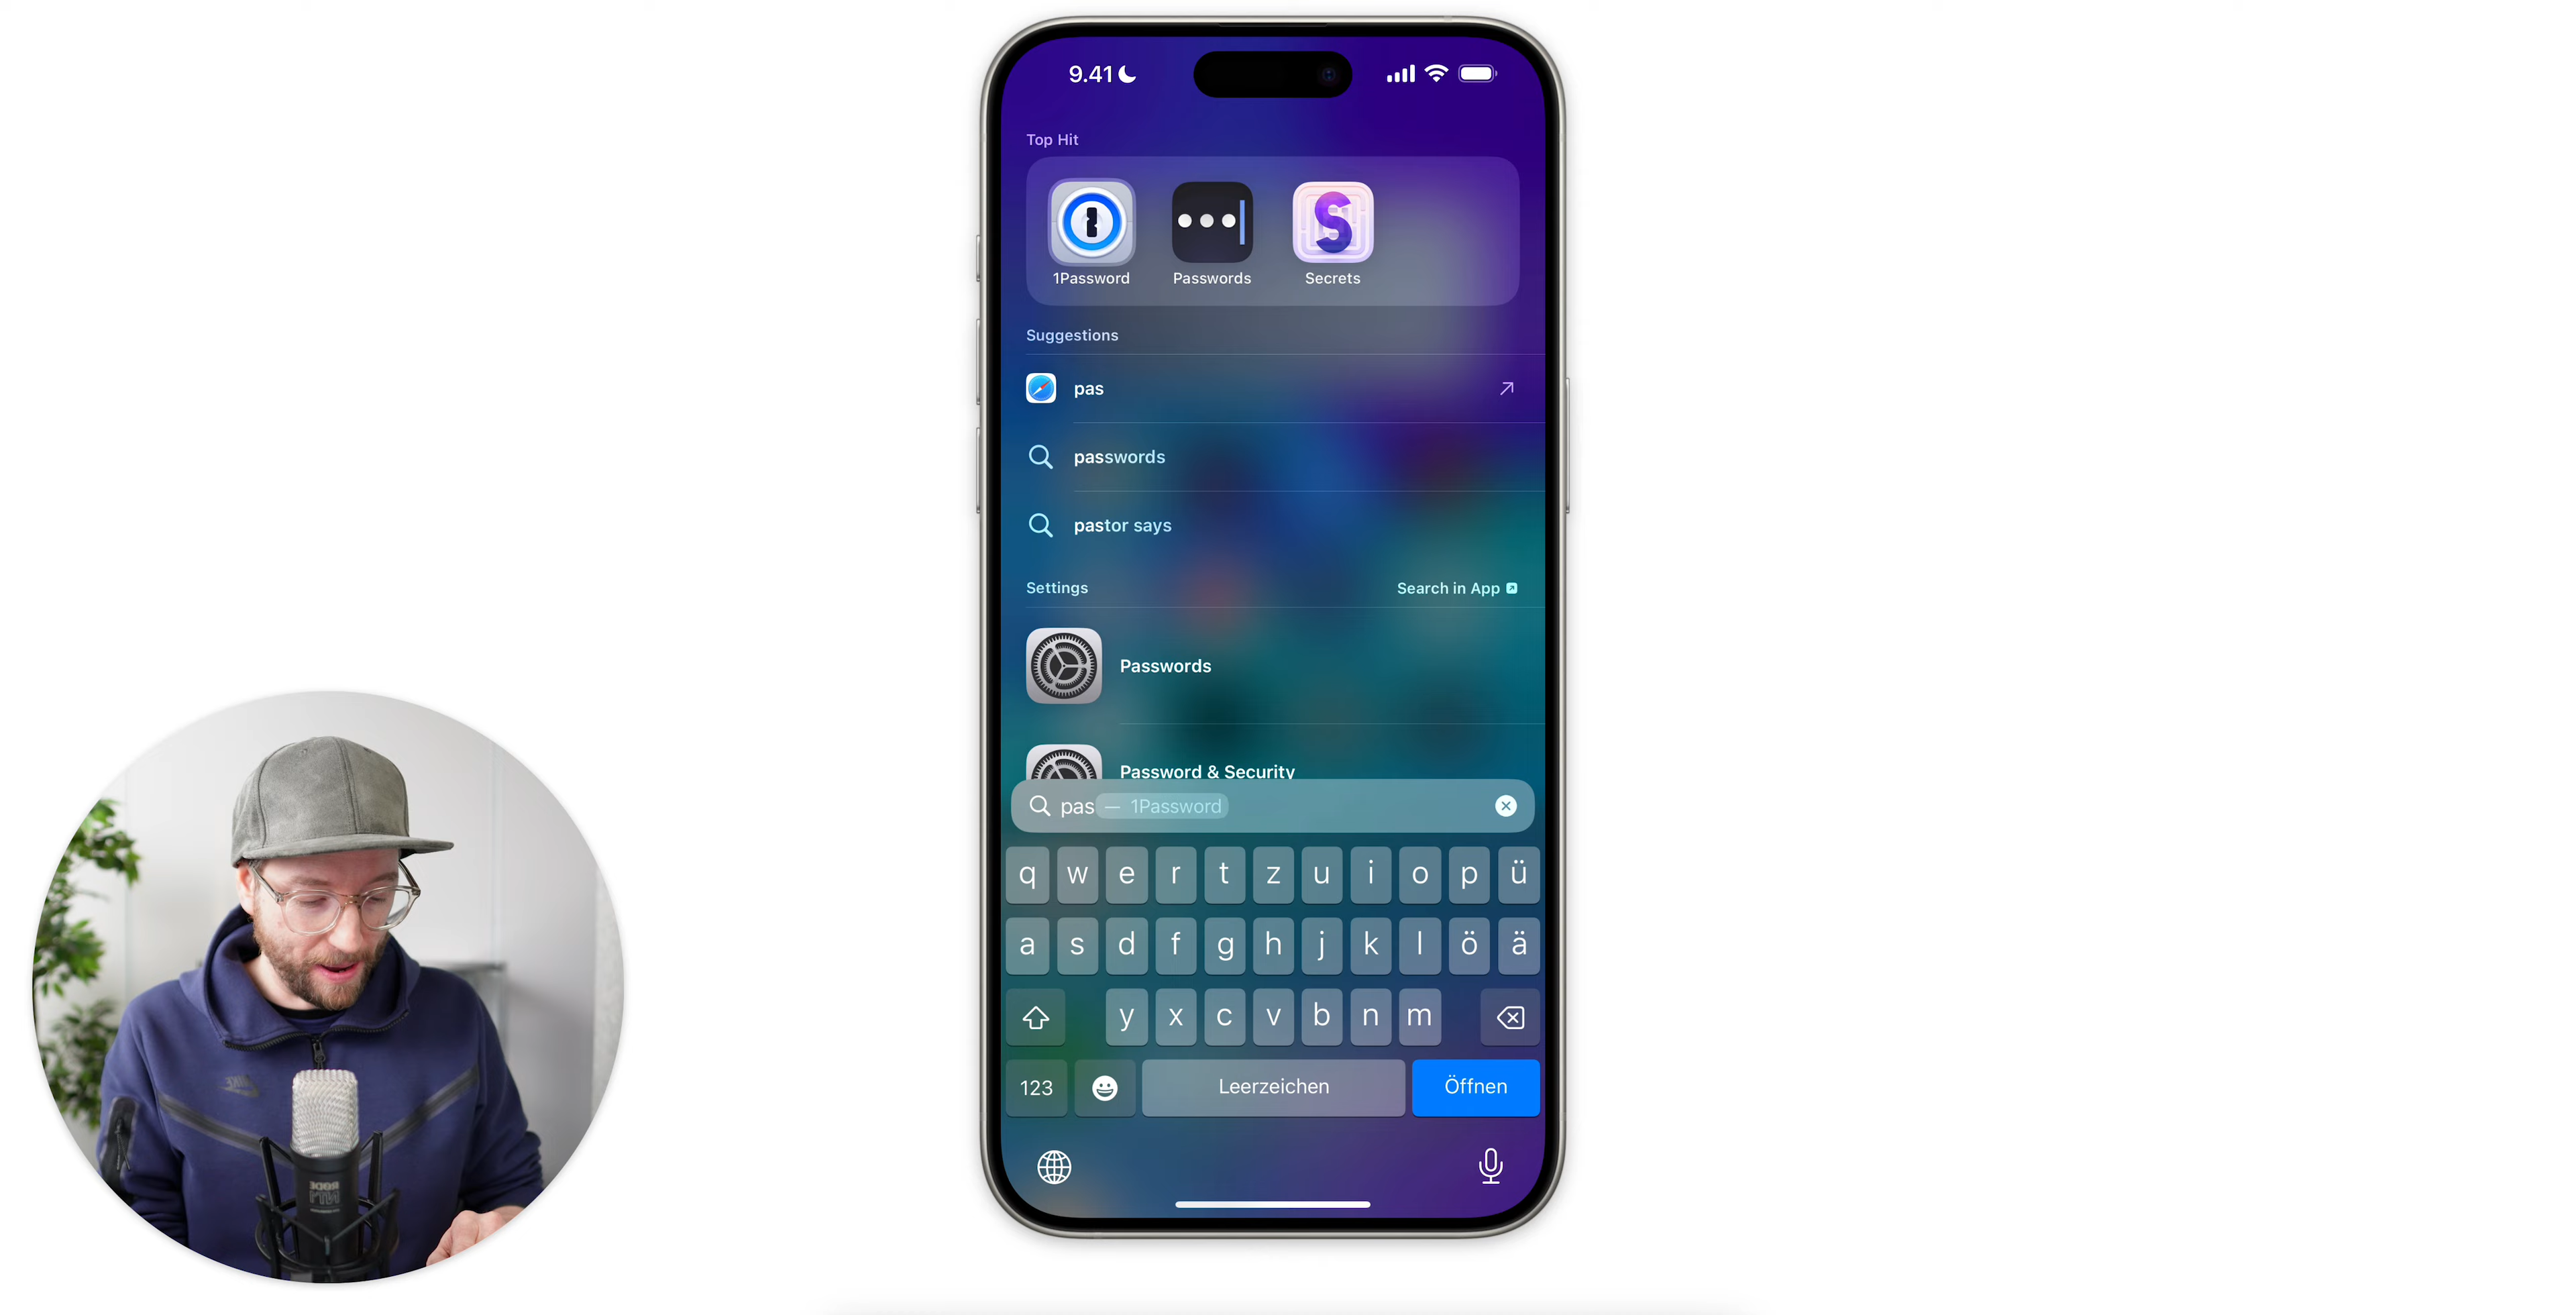 9.41
Top Hit
1Password Passwords Secrets
Suggestions
pas
passwords
pastor says
Settings Search in App
Passwords
Password & Security
pas — 1Password
q w e r t z u i o p ü
a s d f g h j k l ö ä
y x c v b n m
123 Leerzeichen Öffnen